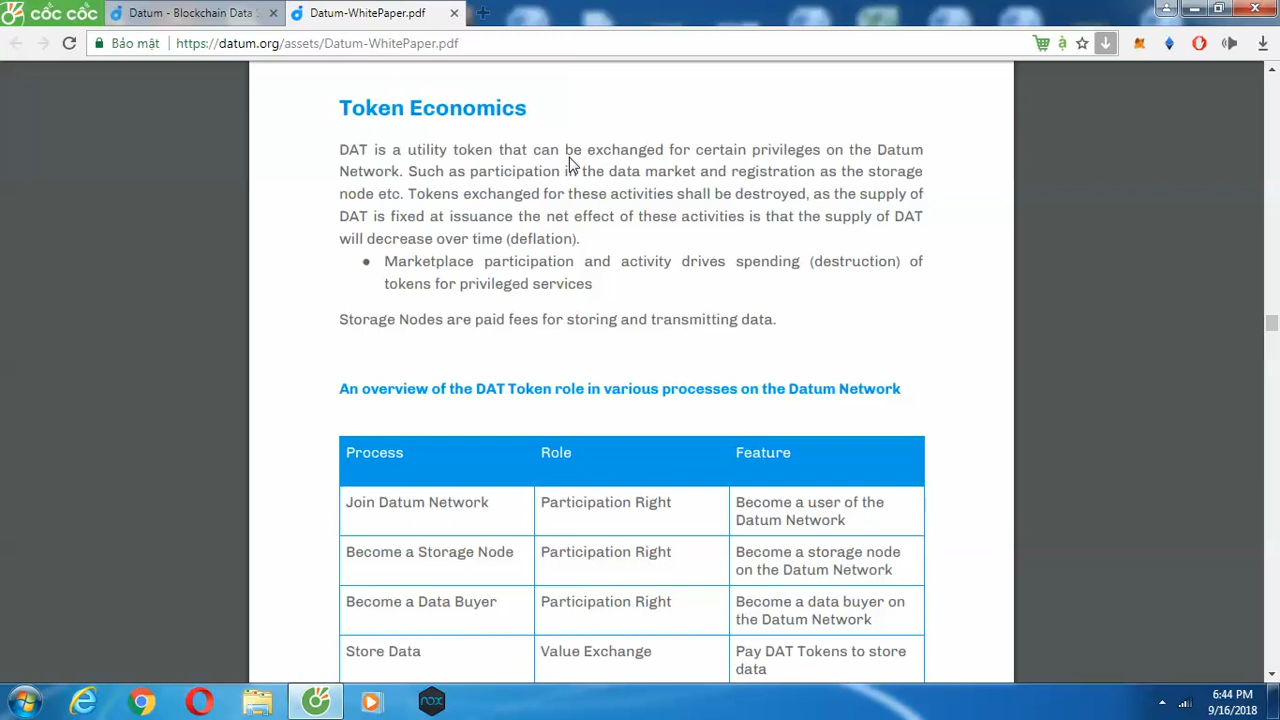 cốc cốc
Datum - Blockchain Data S
Datum-WhitePaper.pdf
Bảo mật
https://datum.org/assets/Datum-WhitePaper.pdf
Token Economics
DAT is a utility token that can be exchanged for certain privileges on the Datum
Network. Such as participation in the data market and registration as the storage
node etc. Tokens exchanged for these activities shall be destroyed, as the supply of
DAT is fixed at issuance the net effect of these activities is that the supply of DAT
will decrease over time (deflation).
● Marketplace participation and activity drives spending (destruction) of
tokens for privileged services
Storage Nodes are paid fees for storing and transmitting data.
An overview of the DAT Token role in various processes on the Datum Network
Process Role Feature
Join Datum Network Participation Right Become a user of the
Datum Network
Become a Storage Node Participation Right Become a storage node
on the Datum Network
Become a Data Buyer Participation Right Become a data buyer on
the Datum Network
Store Data Value Exchange Pay DAT Tokens to store
data
nox
6:44 PM
9/16/2018